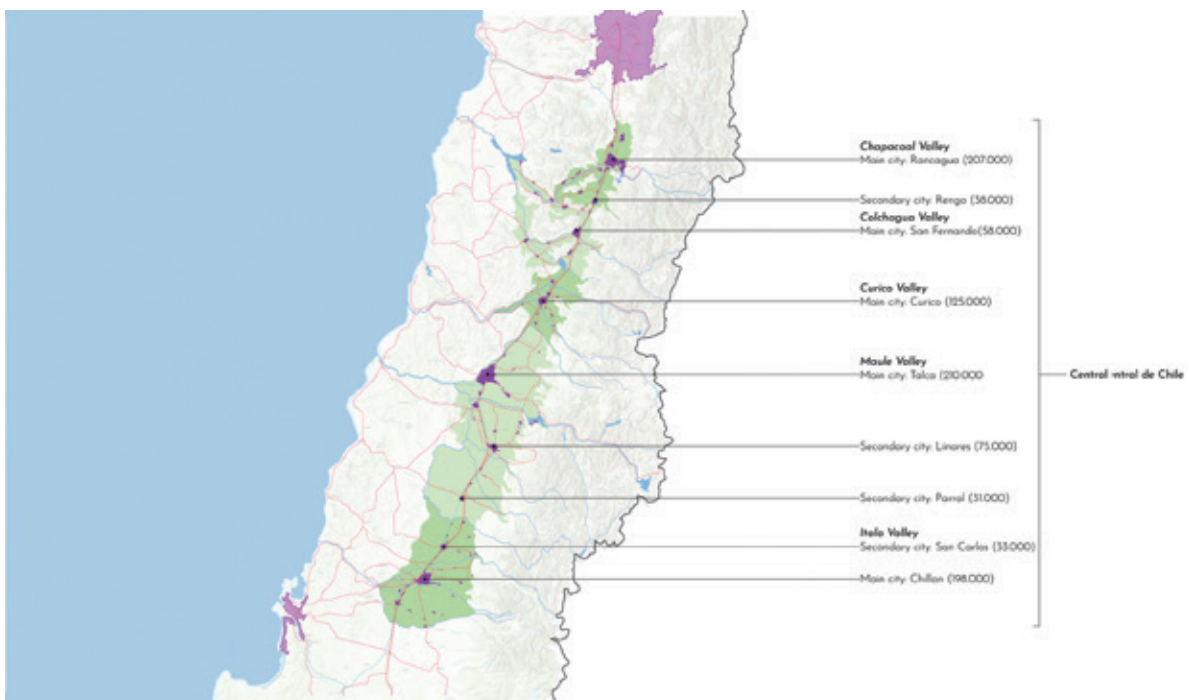 Chapacoal Valley
Main city: Rancagua (207.000)
Secondary city: Rengo (38.000)
Colchagua Valley
Main city: San Fernando(58.000)
Curico Valley
Main city: Curico (125.000)
Maule Valley
Main city: Talca (210.000
Central ntral de Chile
Secondary city: Linares (75.000)
Secondary city: Parral (31.000)
Itala Valley
Secondary city: San Carlos (33.000)
Main city: Chillan (198.000)